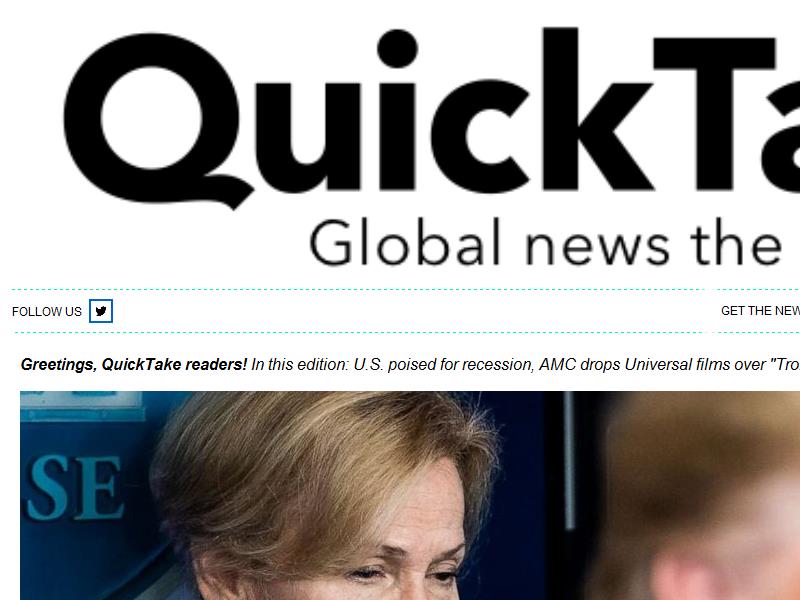 QuickTa
Global news the
FOLLOW US
GET THE NEW
Greetings, QuickTake readers! In this edition: U.S. poised for recession, AMC drops Universal films over "Tro
SE